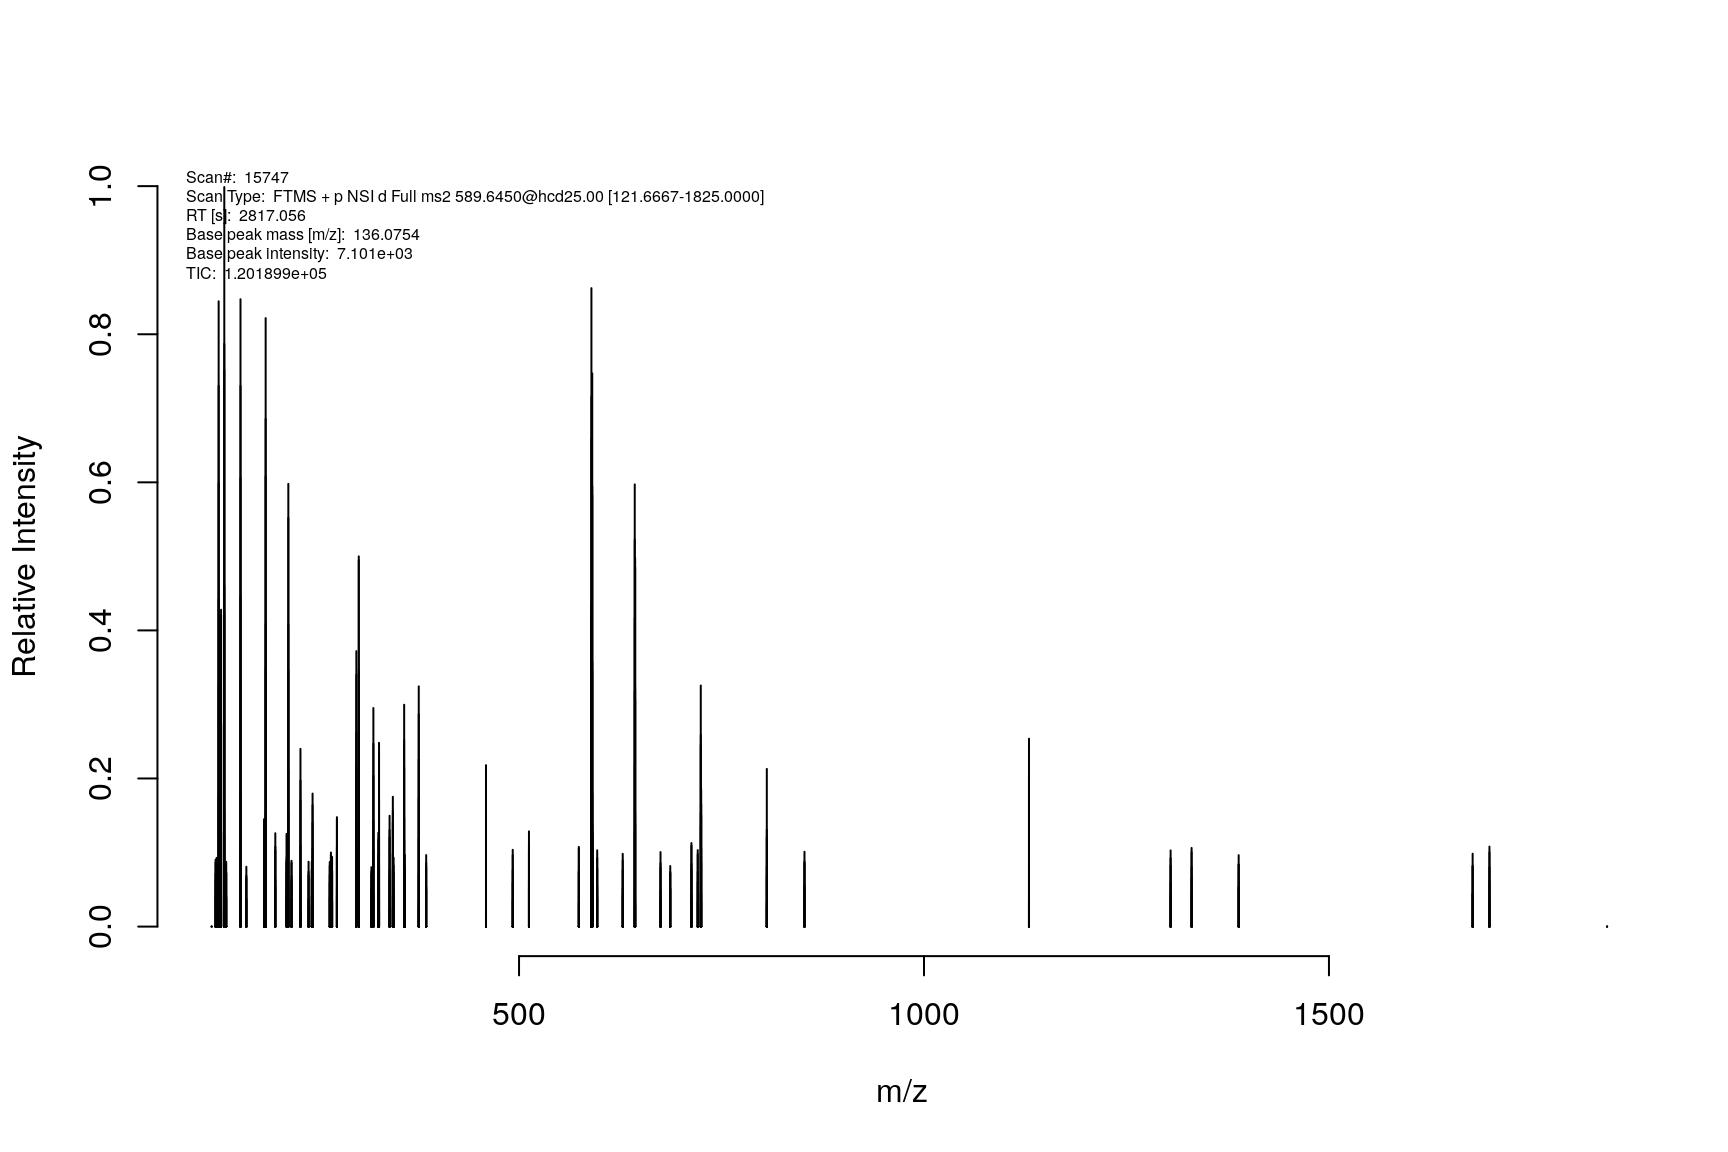 Scan#: 15747
Scan Type: FTMS + p NSI d Full ms2 589.6450@hcd25.00 [121.6667-1825.0000]
RT [s]: 2817.056
Base peak mass [m/z]: 136.0754
Base peak intensity: 7.101e+03
TIC: 1.201899e+05
1.0
0.8
0.6
0.4
0.2
0.0
Relative Intensity
500 1000 1500
m/z